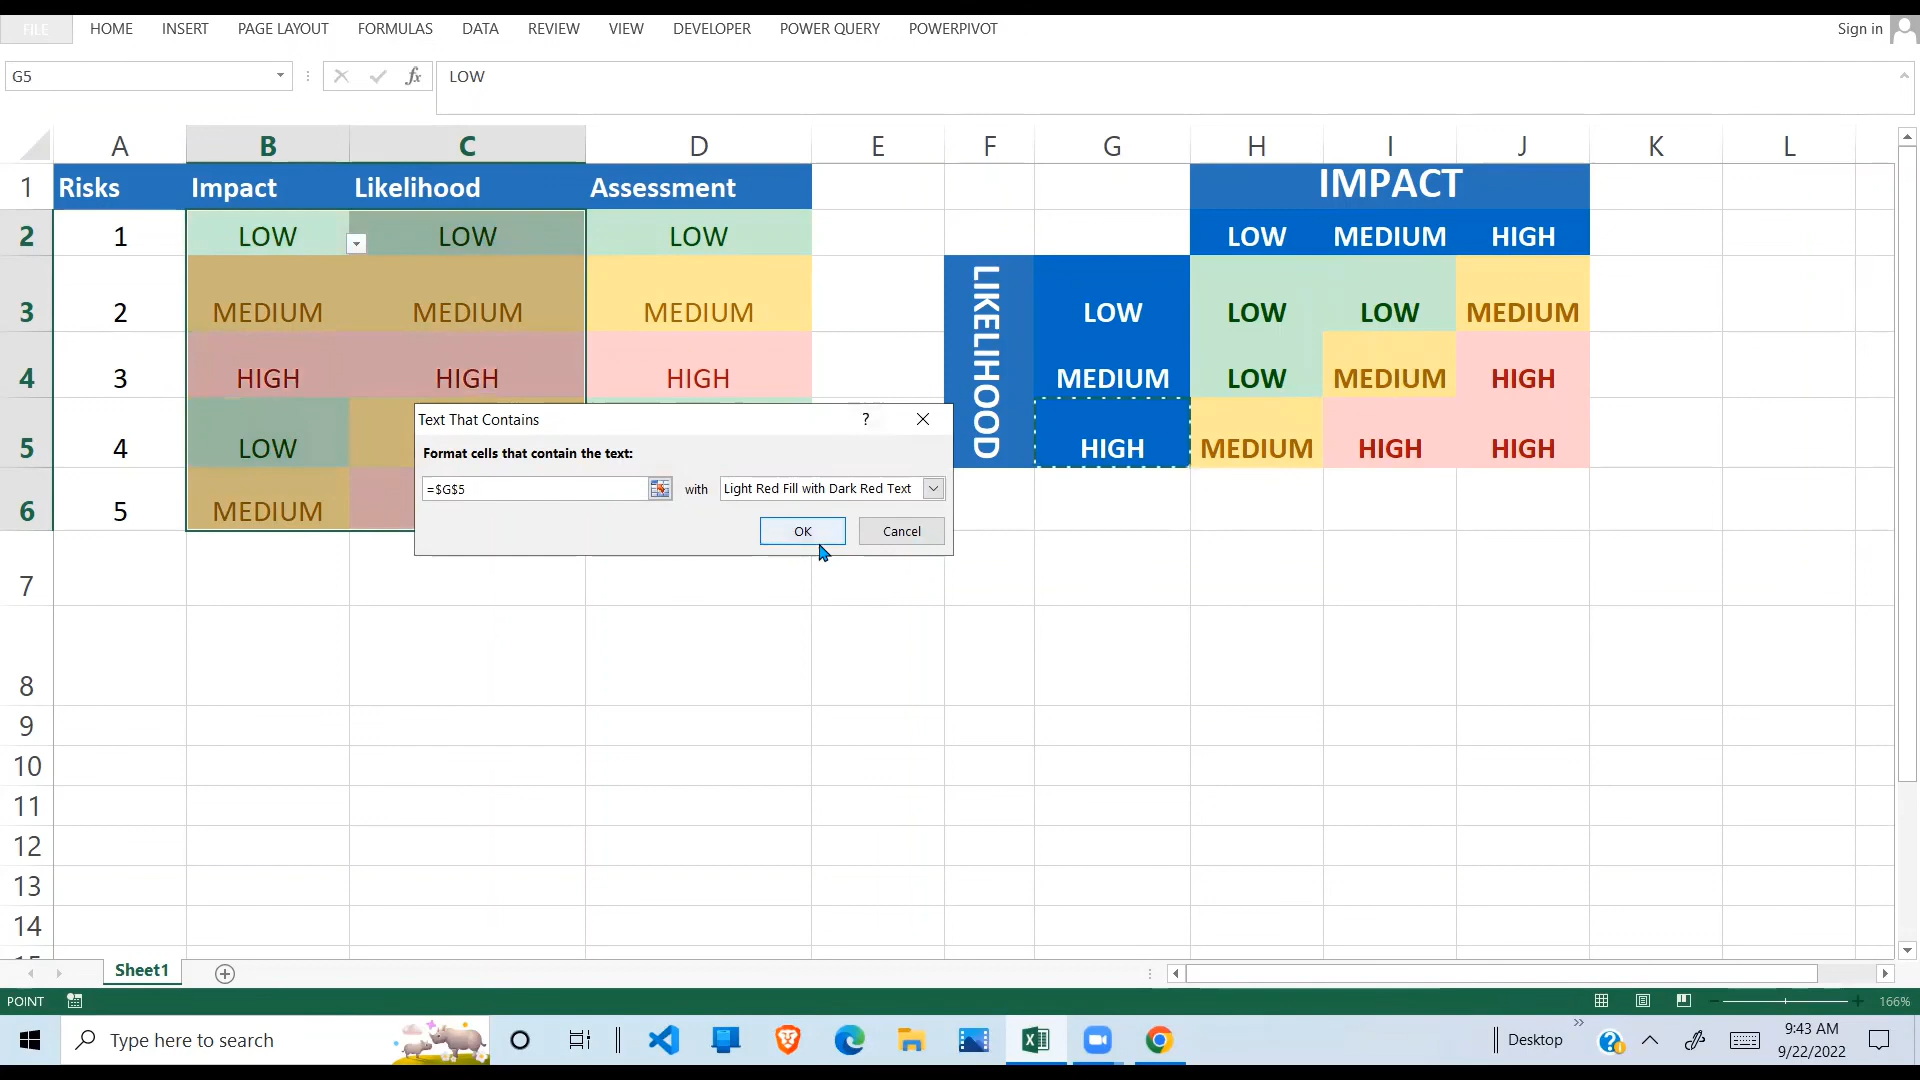 FILE HOME INSERT PAGE LAYOUT FORMULAS DATA REVIEW VIEW DEVELOPER POWER QUERY POWERPIVOT Sign in
G5 fx LOW
A B C D E F G H I J K L
1 Risks Impact Likelihood Assessment IMPACT
2 1 LOW LOW LOW LOW MEDIUM HIGH
3 2 MEDIUM MEDIUM MEDIUM LOW LOW LOW MEDIUM
LIKELIHOOD
4 3 HIGH HIGH HIGH MEDIUM LOW MEDIUM HIGH
5 4 LOW HIGH MEDIUM HIGH HIGH
6 5 MEDIUM
Text That Contains ?
Format cells that contain the text:
=$G$5 with Light Red Fill with Dark Red Text
OK Cancel
7
8
9
10
11
12
13
14
Sheet1
POINT 166%
Type here to search Desktop 9:43 AM
9/22/2022